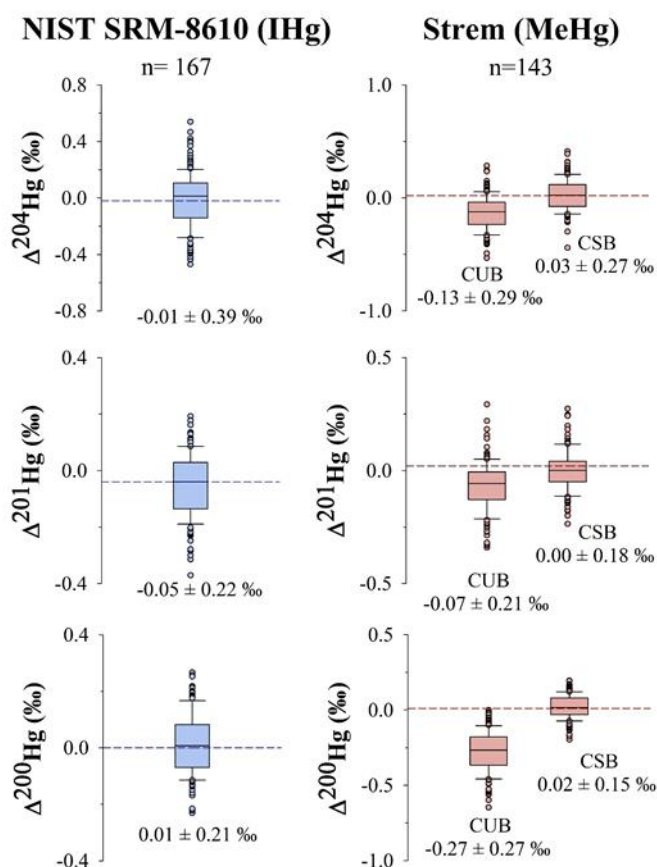 NIST SRM-8610 (IHg)
n= 167
Strem (MeHg)
n=143
Δ204Hg (‰)
0.8
0.4
0.0
-0.4
-0.8
-0.01 ± 0.39 ‰
Δ204Hg (‰)
1.0
0.0
-1.0
CUB
-0.13 ± 0.29 ‰
CSB
0.03 ± 0.27 ‰
Δ201Hg (‰)
0.4
0.0
-0.4
-0.05 ± 0.22 ‰
Δ201Hg (‰)
0.5
0.0
-0.5
CUB
-0.07 ± 0.21 ‰
CSB
0.00 ± 0.18 ‰
Δ200Hg (‰)
0.4
0.0
-0.4
0.01 ± 0.21 ‰
Δ200Hg (‰)
0.5
0.0
-0.5
-1.0
CUB
-0.27 ± 0.27 ‰
CSB
0.02 ± 0.15 ‰